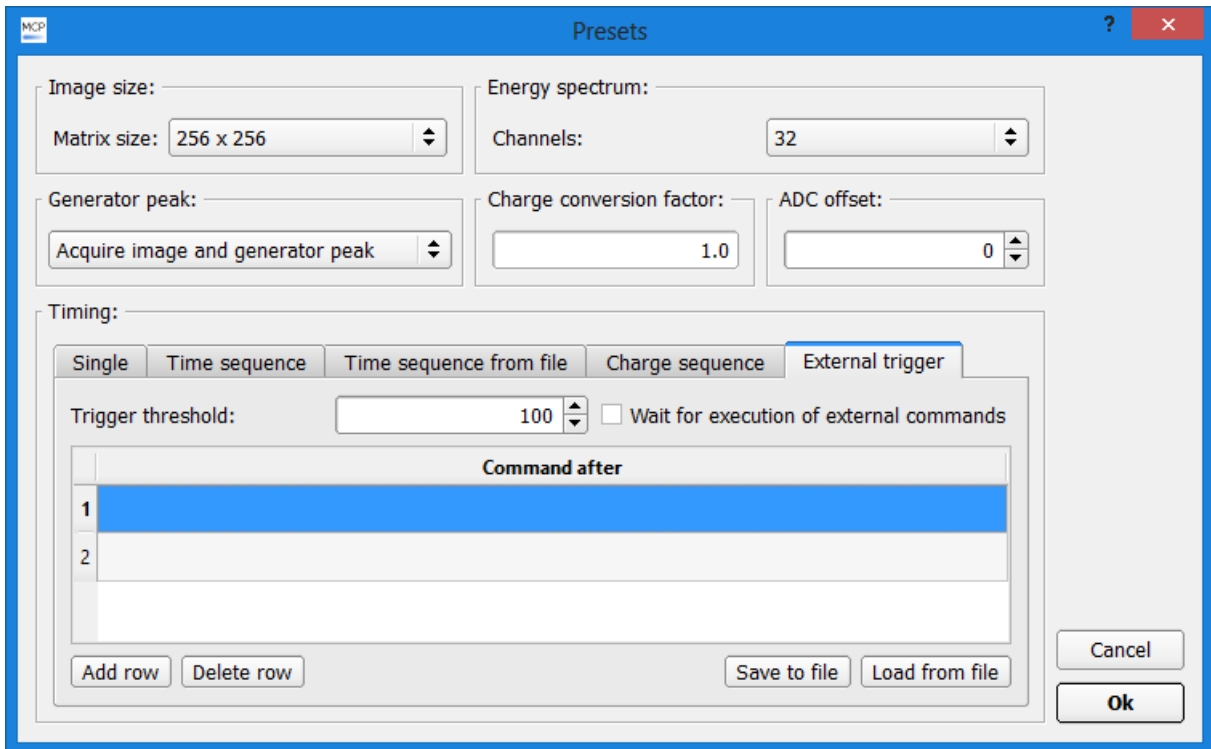 MCP
Presets
?
Image size:
Energy spectrum:
Matrix size: 256 x 256
Channels: 32
Generator peak:
Charge conversion factor:
ADC offset:
Acquire image and generator peak
1.0
0
Timing:
Single Time sequence Time sequence from file Charge sequence External trigger
Trigger threshold: 100 Wait for execution of external commands
Command after
1
2
Add row Delete row Save to file Load from file
Cancel
Ok